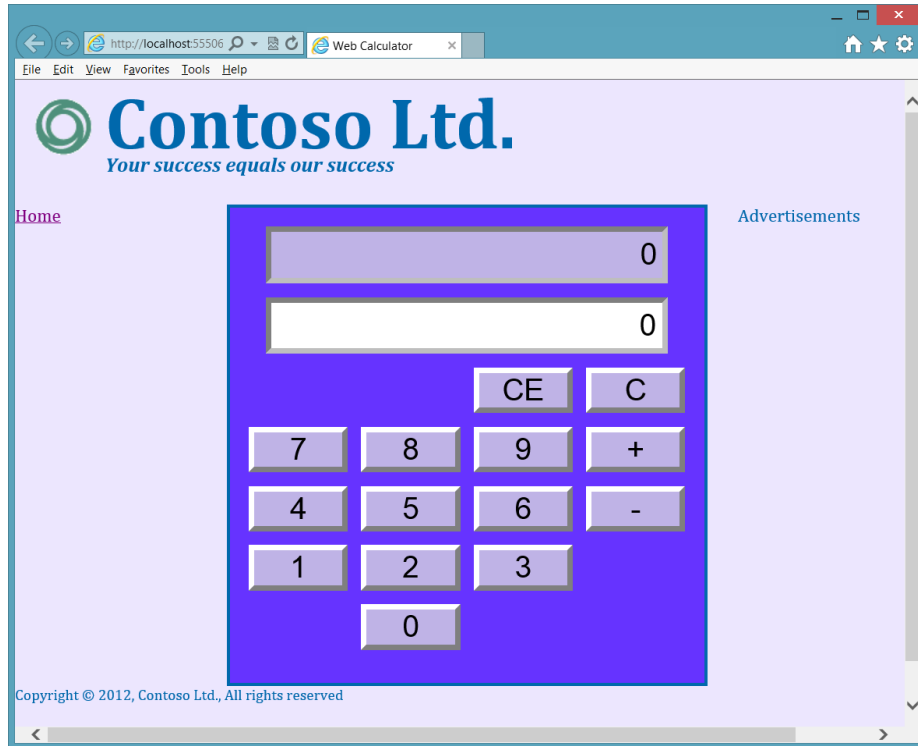 http://localhost:55506
Web Calculator
File Edit View Favorites Tools Help
Contoso Ltd.
Your success equals our success
Home
Advertisements
0
0
CE C
7 8 9 +
4 5 6 -
1 2 3
0
Copyright © 2012, Contoso Ltd., All rights reserved